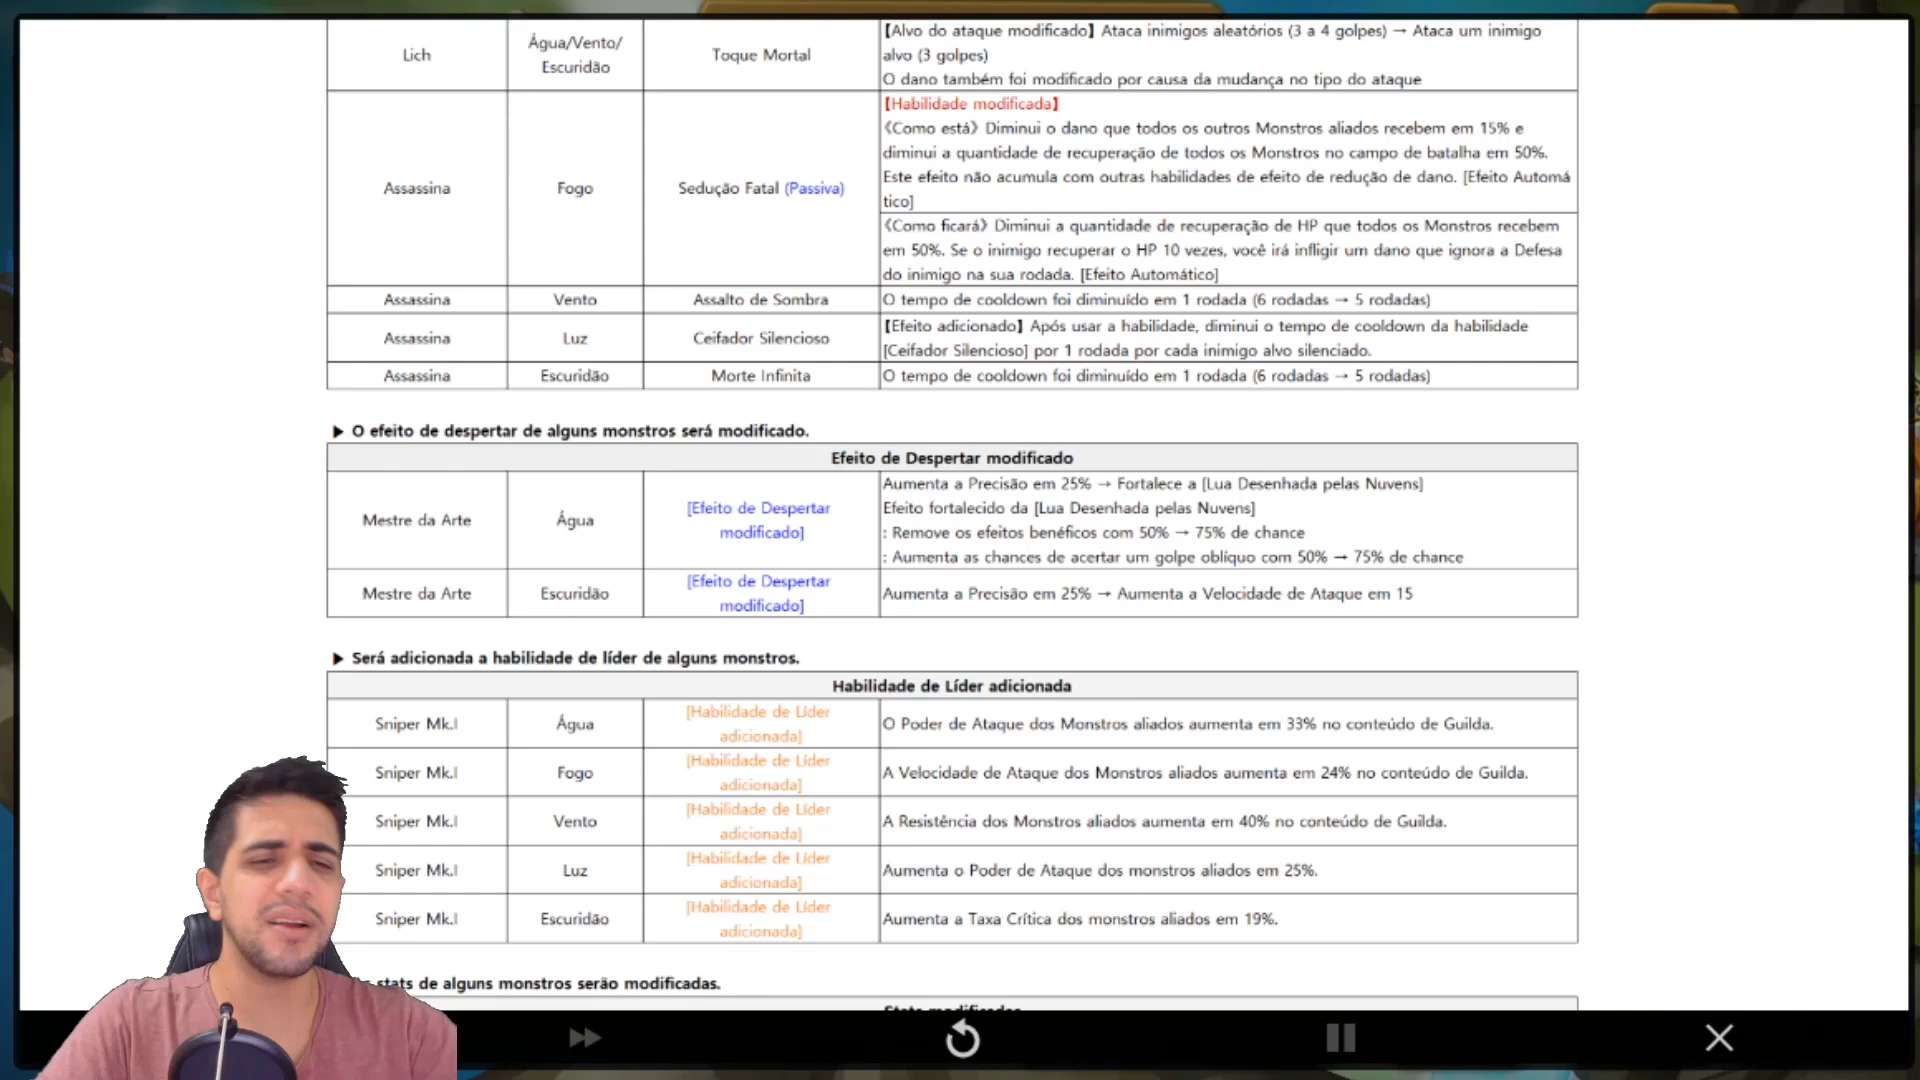 Lich
Água/Vento/
Escuridão
Toque Mortal
【Alvo do ataque modificado】 Ataca inimigos aleatórios (3 a 4 golpes) → Ataca um inimigo
alvo (3 golpes)
O dano também foi modificado por causa da mudança no tipo do ataque
Assassina
Fogo
Sedução Fatal (Passiva)
【Habilidade modificada】
《Como está》 Diminui o dano que todos os outros Monstros aliados recebem em 15% e
diminui a quantidade de recuperação de todos os Monstros no campo de batalha em 50%.
Este efeito não acumula com outras habilidades de efeito de redução de dano. [Efeito Automá
tico]
《Como ficará》 Diminui a quantidade de recuperação de HP que todos os Monstros recebem
em 50%. Se o inimigo recuperar o HP 10 vezes, você irá infligir um dano que ignora a Defesa
do inimigo na sua rodada. [Efeito Automático]
Assassina
Vento
Assalto de Sombra
O tempo de cooldown foi diminuído em 1 rodada (6 rodadas → 5 rodadas)
Assassina
Luz
Ceifador Silencioso
【Efeito adicionado】 Após usar a habilidade, diminui o tempo de cooldown da habilidade
[Ceifador Silencioso] por 1 rodada por cada inimigo alvo silenciado.
Assassina
Escuridão
Morte Infinita
O tempo de cooldown foi diminuído em 1 rodada (6 rodadas → 5 rodadas)
▶ O efeito de despertar de alguns monstros será modificado.
Efeito de Despertar modificado
Mestre da Arte
Água
[Efeito de Despertar
modificado]
Aumenta a Precisão em 25% → Fortalece a [Lua Desenhada pelas Nuvens]
Efeito fortalecido da [Lua Desenhada pelas Nuvens]
: Remove os efeitos benéficos com 50% → 75% de chance
: Aumenta as chances de acertar um golpe oblíquo com 50% → 75% de chance
Mestre da Arte
Escuridão
[Efeito de Despertar
modificado]
Aumenta a Precisão em 25% → Aumenta a Velocidade de Ataque em 15
▶ Será adicionada a habilidade de líder de alguns monstros.
Habilidade de Líder adicionada
Sniper Mk.I
Água
[Habilidade de Líder
adicionada]
O Poder de Ataque dos Monstros aliados aumenta em 33% no conteúdo de Guilda.
Sniper Mk.I
Fogo
[Habilidade de Líder
adicionada]
A Velocidade de Ataque dos Monstros aliados aumenta em 24% no conteúdo de Guilda.
Sniper Mk.I
Vento
[Habilidade de Líder
adicionada]
A Resistência dos Monstros aliados aumenta em 40% no conteúdo de Guilda.
Sniper Mk.I
Luz
[Habilidade de Líder
adicionada]
Aumenta o Poder de Ataque dos monstros aliados em 25%.
Sniper Mk.I
Escuridão
[Habilidade de Líder
adicionada]
Aumenta a Taxa Crítica dos monstros aliados em 19%.
stats de alguns monstros serão modificadas.